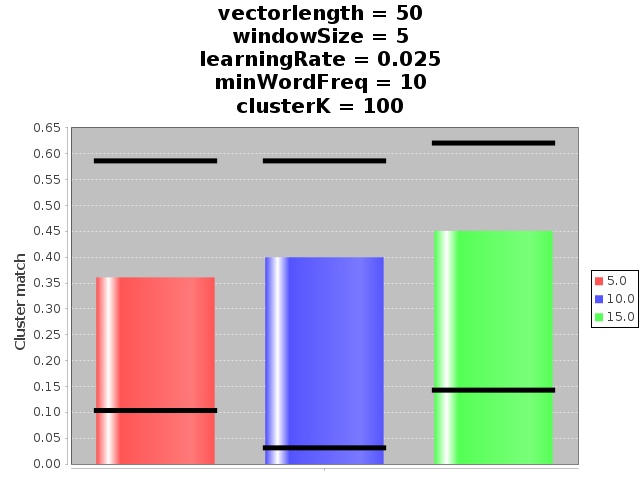 vectorlength = 50
windowSize = 5
learningRate = 0.025
minWordFreq = 10
clusterK = 100
0.65
0.60
0.55
0.50
0.45
0.40
0.35
0.30
0.25
0.20
0.15
0.10
0.05
0.00
Cluster match
5.0
10.0
15.0